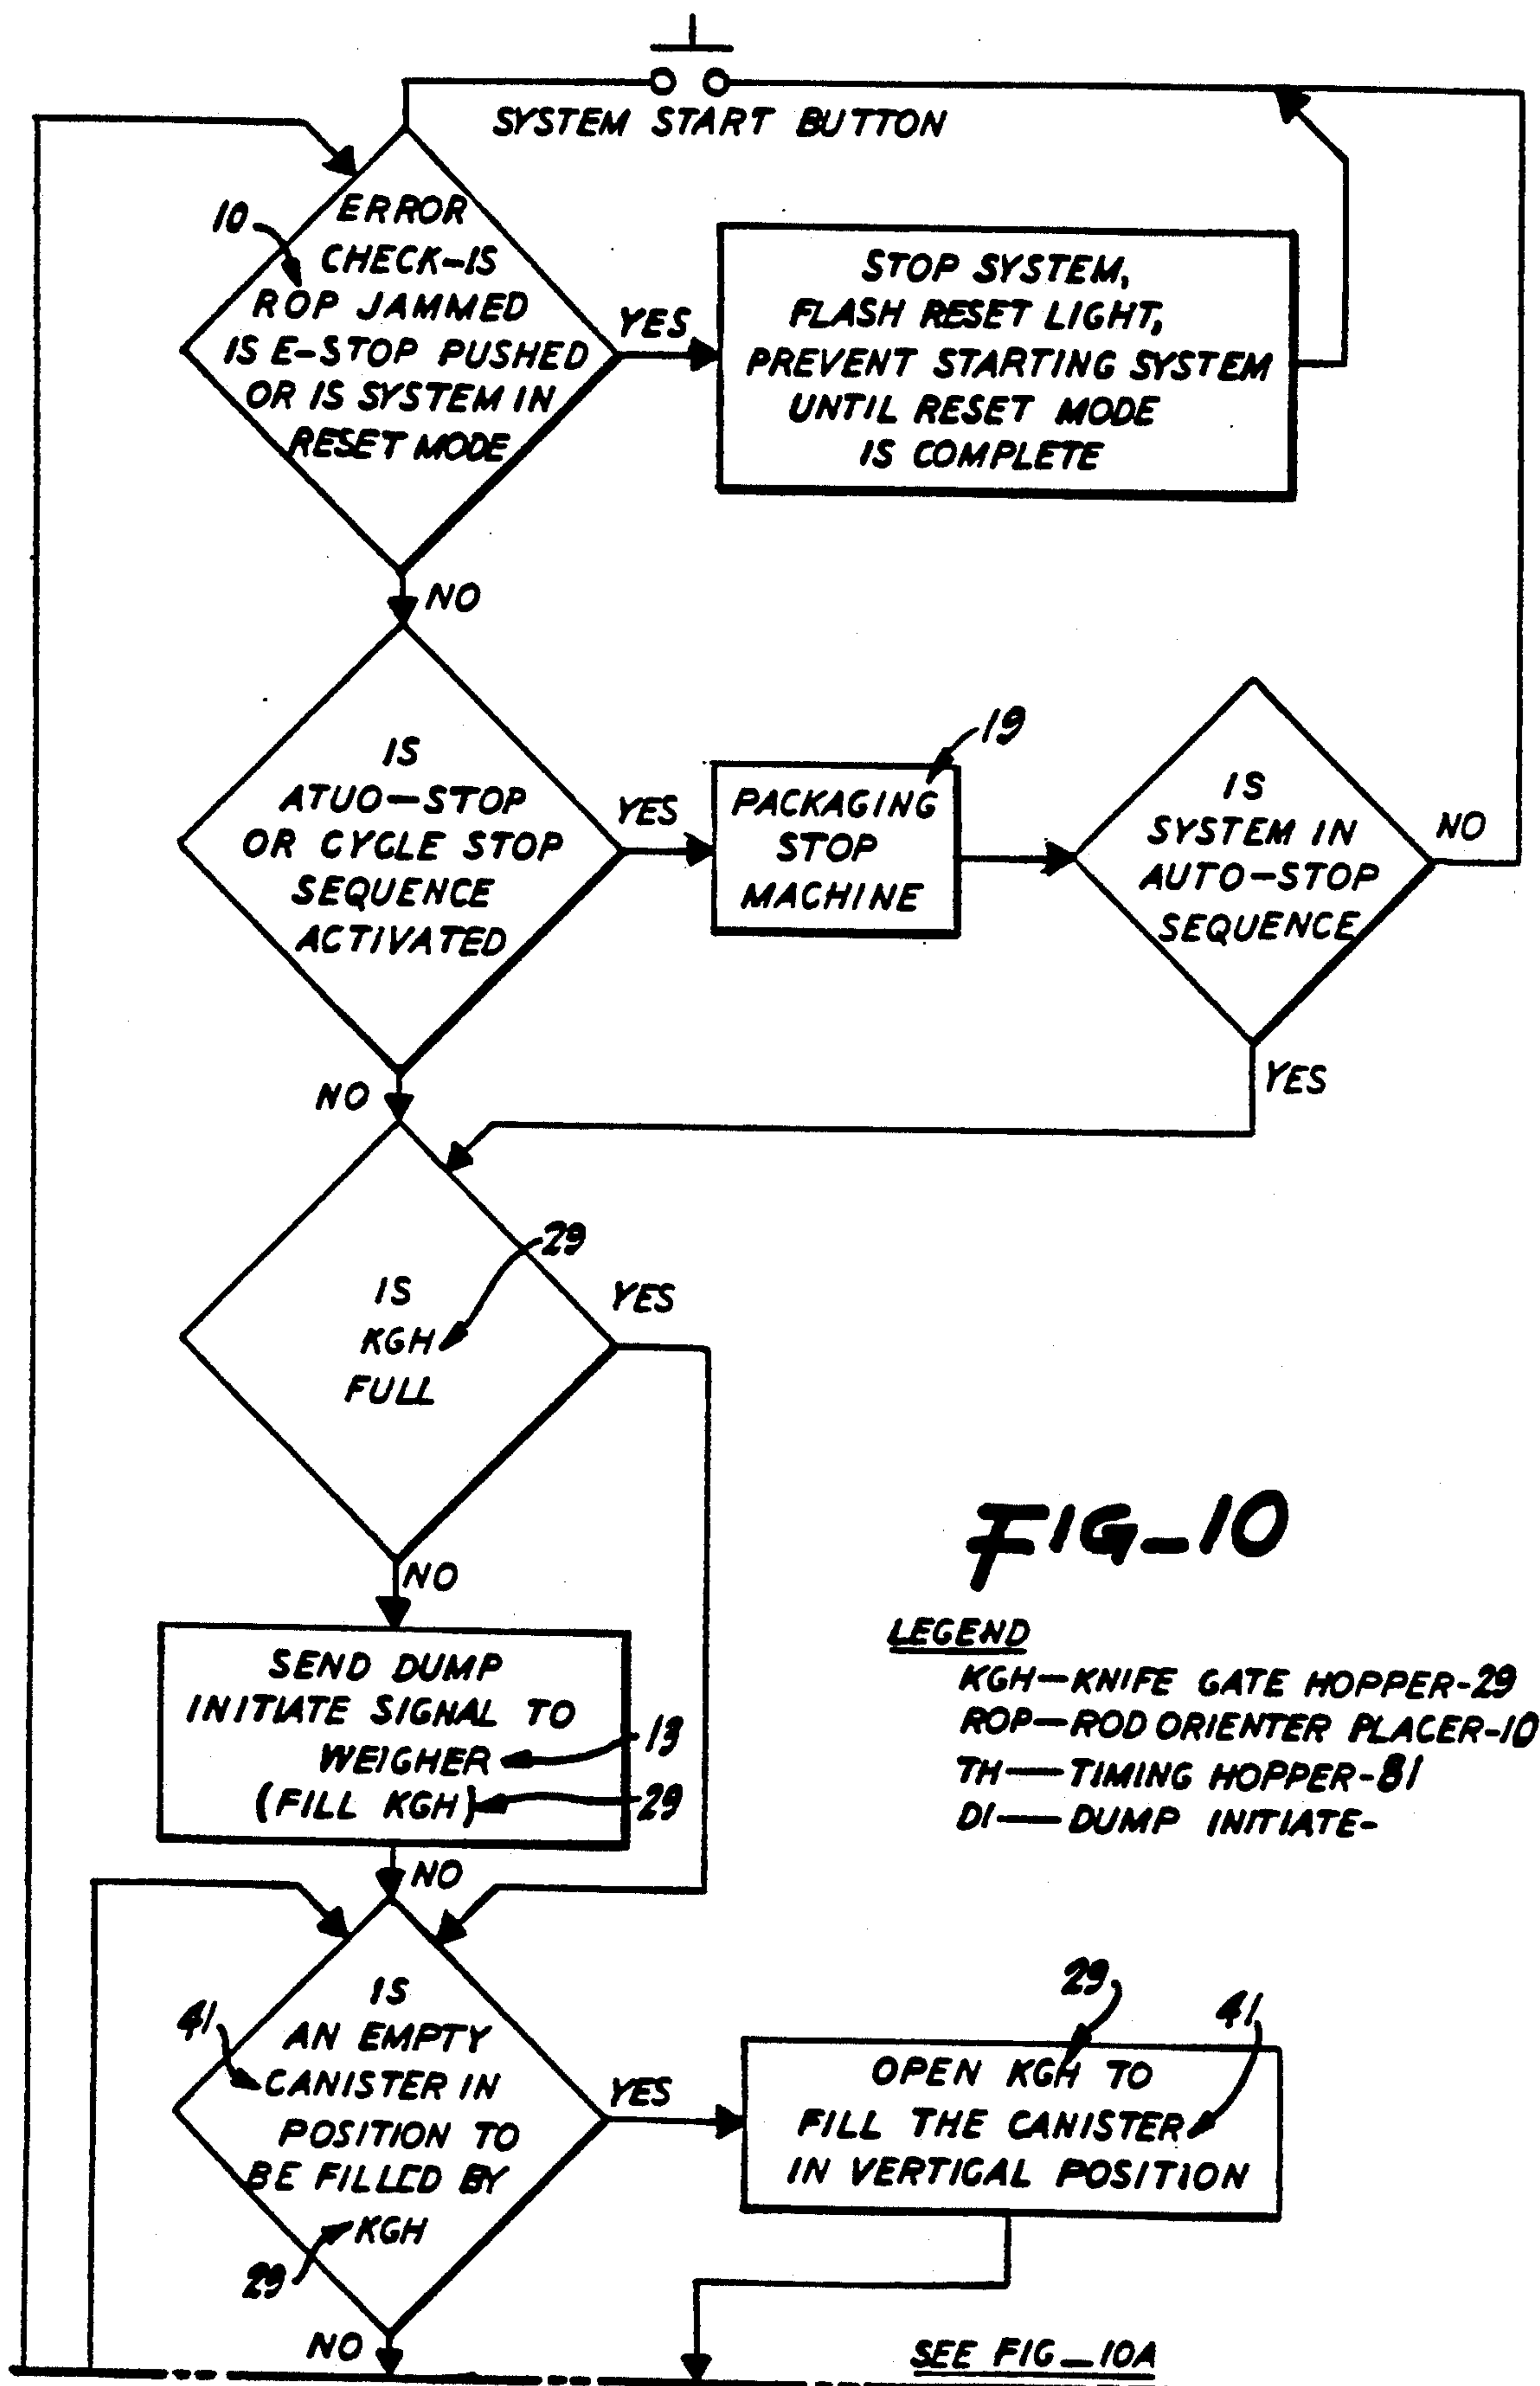 SYSTEM START BUTTON
10
ERROR
CHECK-IS
ROP JAMMED
IS E-STOP PUSHED
OR IS SYSTEM IN
RESET MODE
YES
STOP SYSTEM,
FLASH RESET LIGHT,
PREVENT STARTING SYSTEM
UNTIL RESET MODE
IS COMPLETE
NO
IS
ATUO-STOP
OR CYCLE STOP
SEQUENCE
ACTIVATED
YES
19
PACKAGING
STOP
MACHINE
IS
SYSTEM IN
AUTO-STOP
SEQUENCE
NO
YES
NO
29
IS
KGH
FULL
YES
NO
SEND DUMP
INITIATE SIGNAL TO
WEIGHER
(FILL KGH)
13
29
FIG_10
LEGEND
KGH-KNIFE GATE HOPPER-29
ROP-ROD ORIENTER PLACER-10
TH-TIMING HOPPER-81
DI-DUMP INITIATE-
NO
41
IS
AN EMPTY
CANISTER IN
POSITION TO
BE FILLED BY
KGH
29
YES
29
41
OPEN KGH TO
FILL THE CANISTER
IN VERTICAL POSITION
NO
SEE FIG_10A